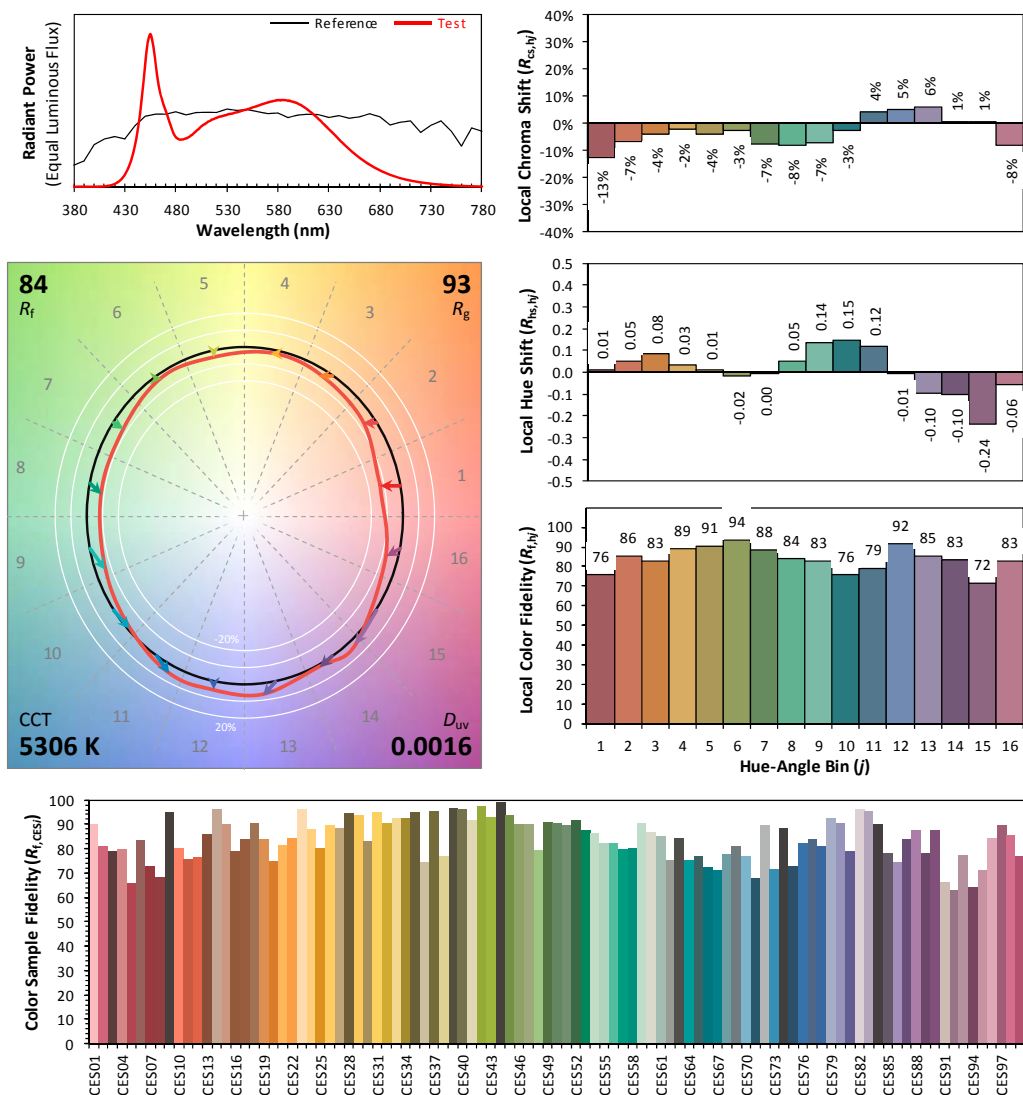 Reference
Test
Radiant Power
(Equal Luminous Flux)
380 430 480 530 580 630 680 730 780
Wavelength (nm)
Local Chroma Shift (Rcs,hj)
40%
30%
20%
10%
0%
-10%
-20%
-30%
-40%
-13% -7% -4% -2% -4% -3% -7% -8% -7% -3% 4% 5% 6% 1% 1% -8%
84
Rf
93
Rg
5 4
6 3
7 2
8 1
9 16
10 15
11 14
12 13
-20%
20%
CCT
5306 K
Duv
0.0016
Local Hue Shift (Rhs,hj)
0.5
0.4
0.3
0.2
0.1
0.0
-0.1
-0.2
-0.3
-0.4
-0.5
0.01 0.05 0.08 0.03 0.01 -0.02 0.00 0.05 0.14 0.15 0.12 -0.01 -0.10 -0.10 -0.24 -0.06
Local Color Fidelity (Rf,hj)
100
90
80
70
60
50
40
30
20
10
0
76 86 83 89 91 94 88 84 83 76 79 92 85 83 72 83
1 2 3 4 5 6 7 8 9 10 11 12 13 14 15 16
Hue-Angle Bin (j)
Color Sample Fidelity (Rf,CESi)
100
90
80
70
60
50
40
30
20
10
0
CES01 CES04 CES07 CES10 CES13 CES16 CES19 CES22 CES25 CES28 CES31 CES34 CES37 CES40 CES43 CES46 CES49 CES52 CES55 CES58 CES61 CES64 CES67 CES70 CES73 CES76 CES79 CES82 CES85 CES88 CES91 CES94 CES97